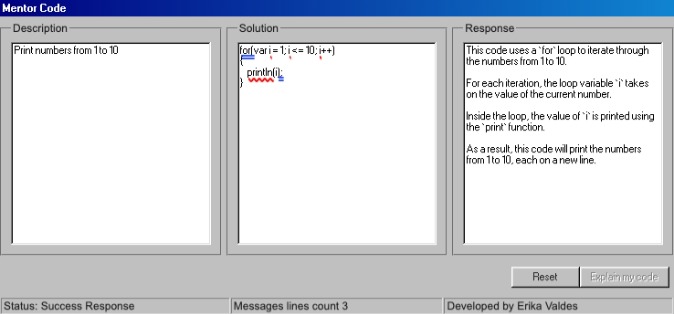 Mentor Code
Description
Print numbers from 1 to 10
Solution
for(var i = 1; i <= 10; i++)
{
println(i);
}
Response
This code uses a `for` loop to iterate through
the numbers from 1 to 10.
For each iteration, the loop variable `i` takes
on the value of the current number.
Inside the loop, the value of `i` is printed using
the `print` function.
As a result, this code will print the numbers
from 1 to 10, each on a new line.
Reset
Explain my code
Status: Success Response
Messages lines count 3
Developed by Erika Valdes